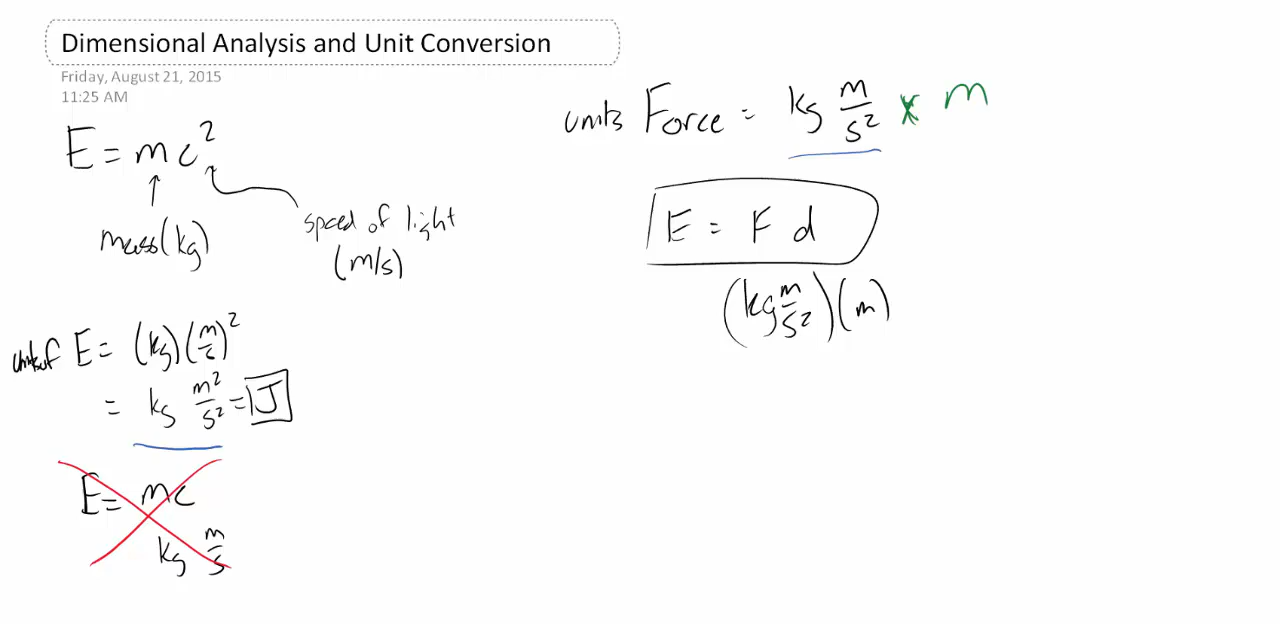 Dimensional Analysis and Unit Conversion
Friday, August 21, 2015
11:25 AM
E = mc²
mass (kg)
speed of light
(m/s)
units of E = (kg)(m/s)²
= kg m²/s² = J
E = mc
kg m/s
units Force = kg m/s² * m
E = F d
(kg m/s²)(m)